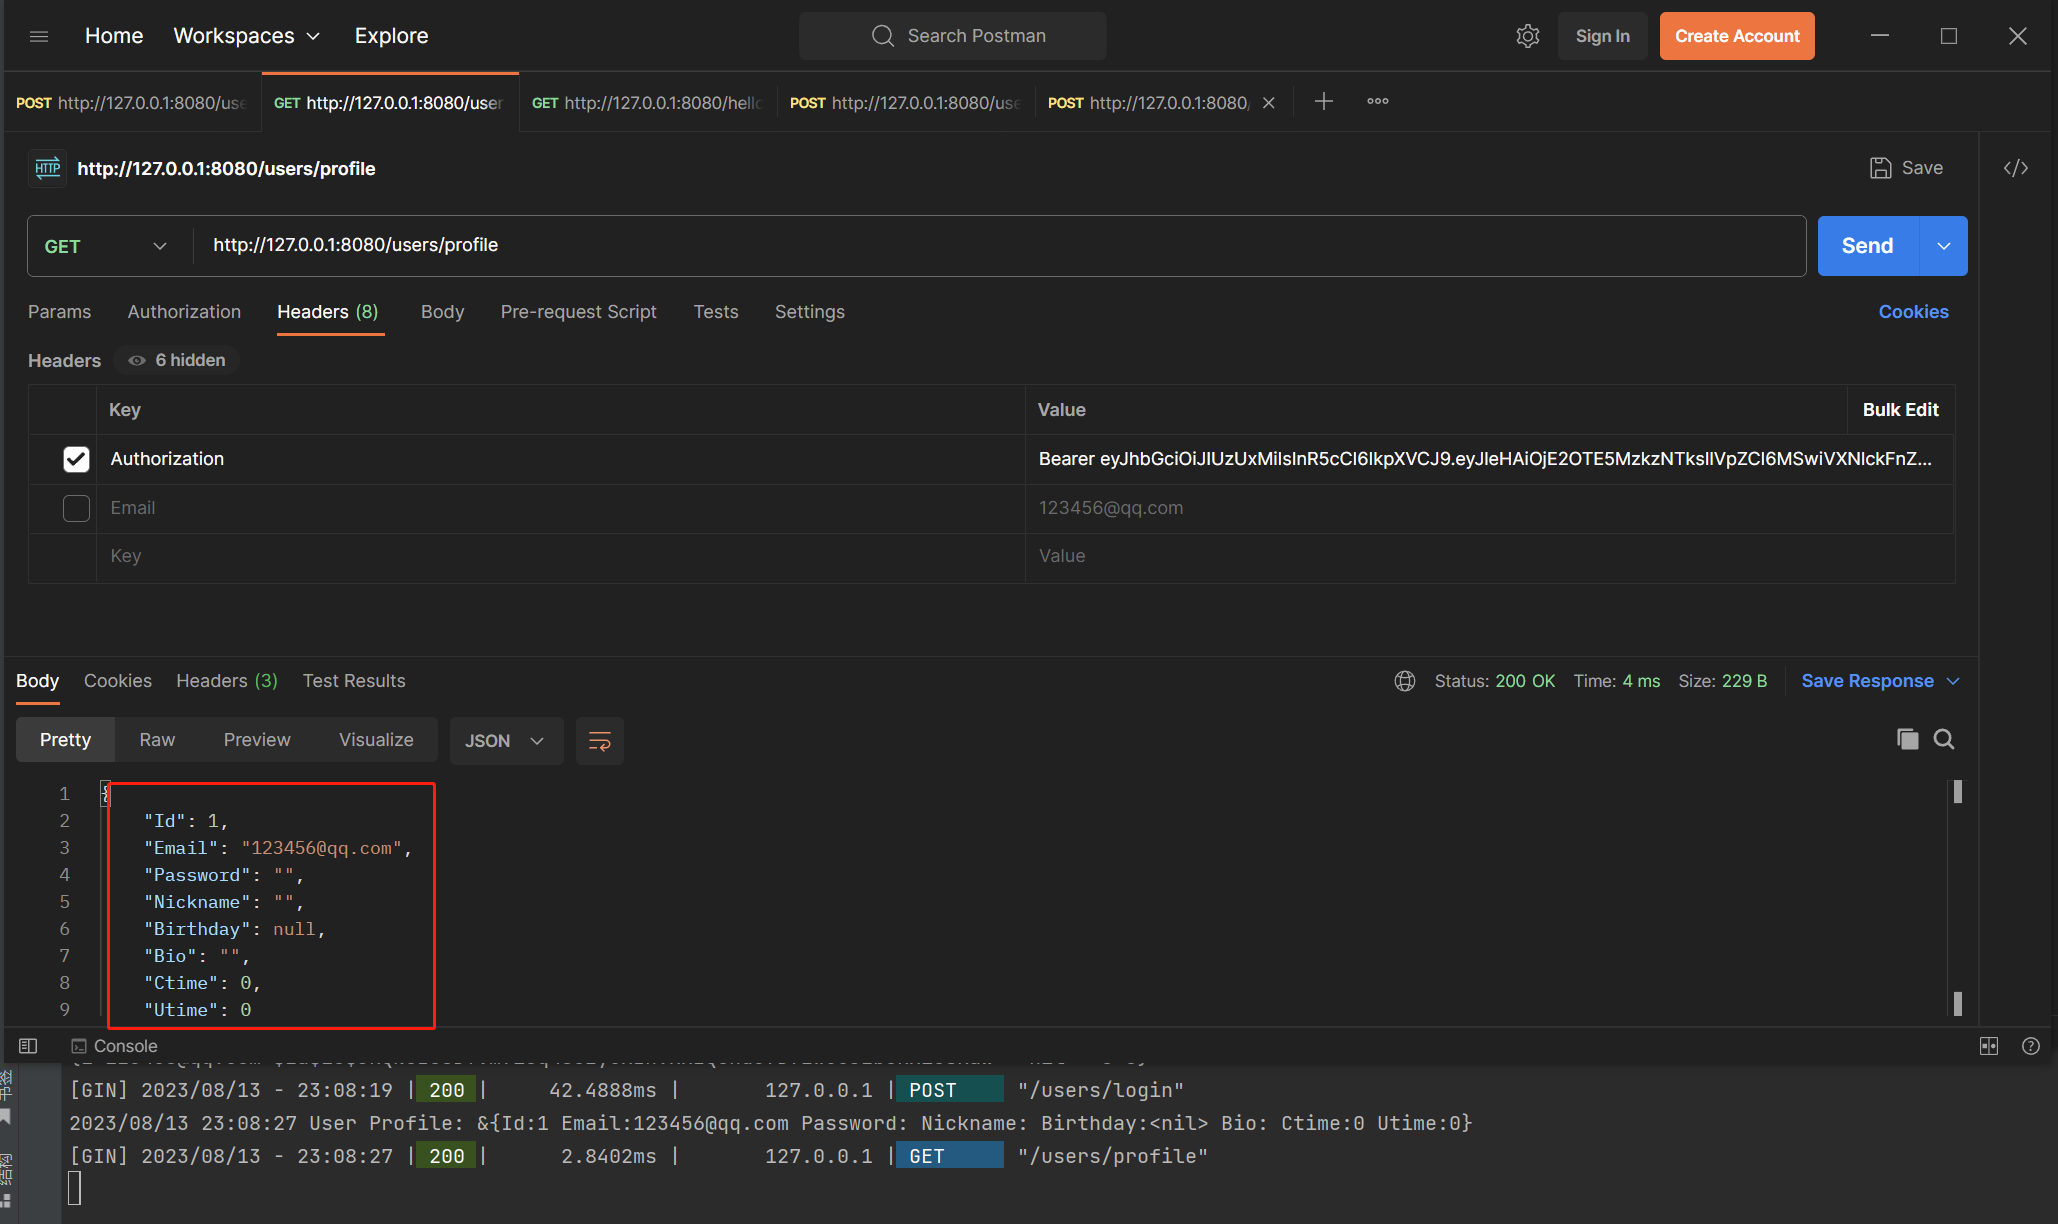 Home Workspaces Explore Search Postman Sign In Create Account
POST http://127.0.0.1:8080/use GET http://127.0.0.1:8080/user GET http://127.0.0.1:8080/hello POST http://127.0.0.1:8080/use POST http://127.0.0.1:8080/
HTTP http://127.0.0.1:8080/users/profile Save </>
GET http://127.0.0.1:8080/users/profile Send
Params Authorization Headers (8) Body Pre-request Script Tests Settings Cookies
Headers 6 hidden
Key Value Bulk Edit
Authorization Bearer eyJhbGciOiJIUzUxMiIsInR5cCI6IkpXVCJ9.eyJleHAiOjE2OTE5MzkzNTksIlVpZCI6MSwiVXNlckFnZ...
Email 123456@qq.com
Key Value
Body Cookies Headers (3) Test Results Status: 200 OK Time: 4 ms Size: 229 B Save Response
Pretty Raw Preview Visualize JSON
1 {
2 "Id": 1,
3 "Email": "123456@qq.com",
4 "Password": "",
5 "Nickname": "",
6 "Birthday": null,
7 "Bio": "",
8 "Ctime": 0,
9 "Utime": 0
Console
[GIN] 2023/08/13 - 23:08:19 | 200 | 42.4888ms | 127.0.0.1 | POST "/users/login"
2023/08/13 23:08:27 User Profile: &{Id:1 Email:123456@qq.com Password: Nickname: Birthday:<nil> Bio: Ctime:0 Utime:0}
[GIN] 2023/08/13 - 23:08:27 | 200 | 2.8402ms | 127.0.0.1 | GET "/users/profile"
书签
结构